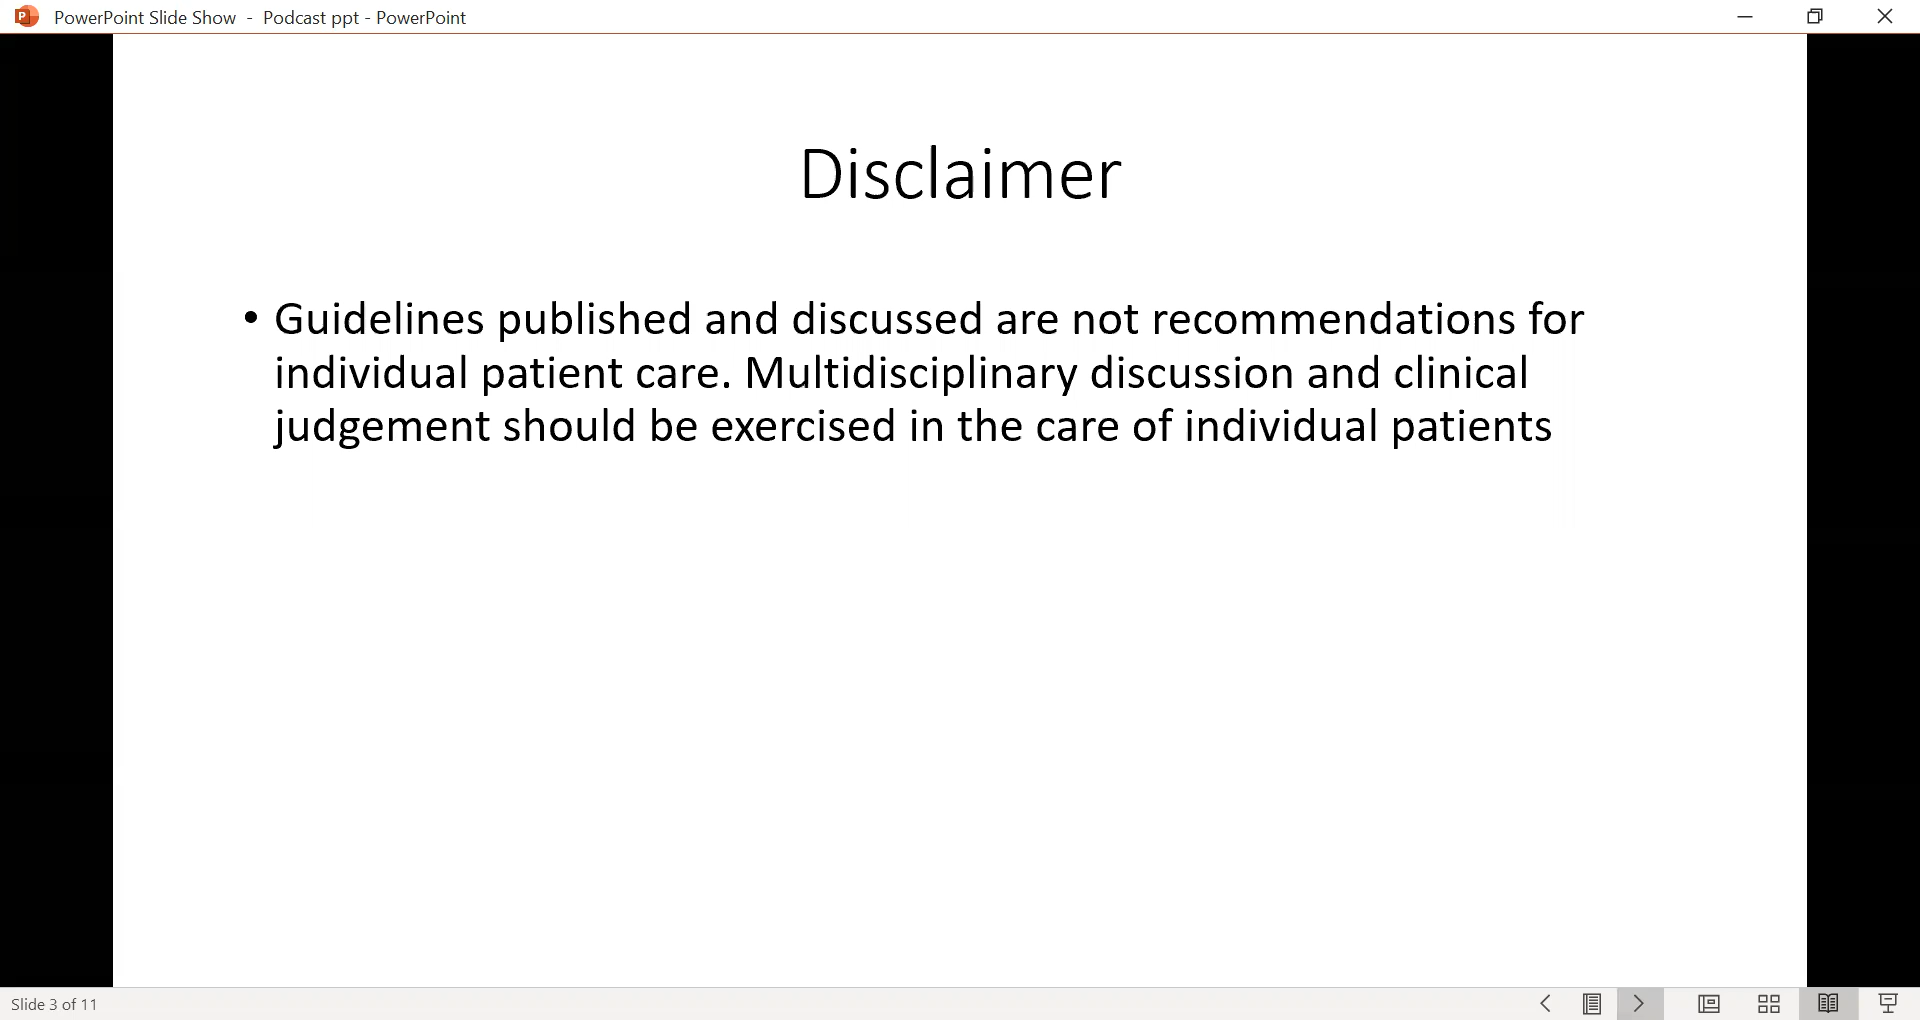 PowerPoint Slide Show - Podcast ppt - PowerPoint
Disclaimer
• Guidelines published and discussed are not recommendations for
individual patient care. Multidisciplinary discussion and clinical
judgement should be exercised in the care of individual patients
Slide 3 of 11